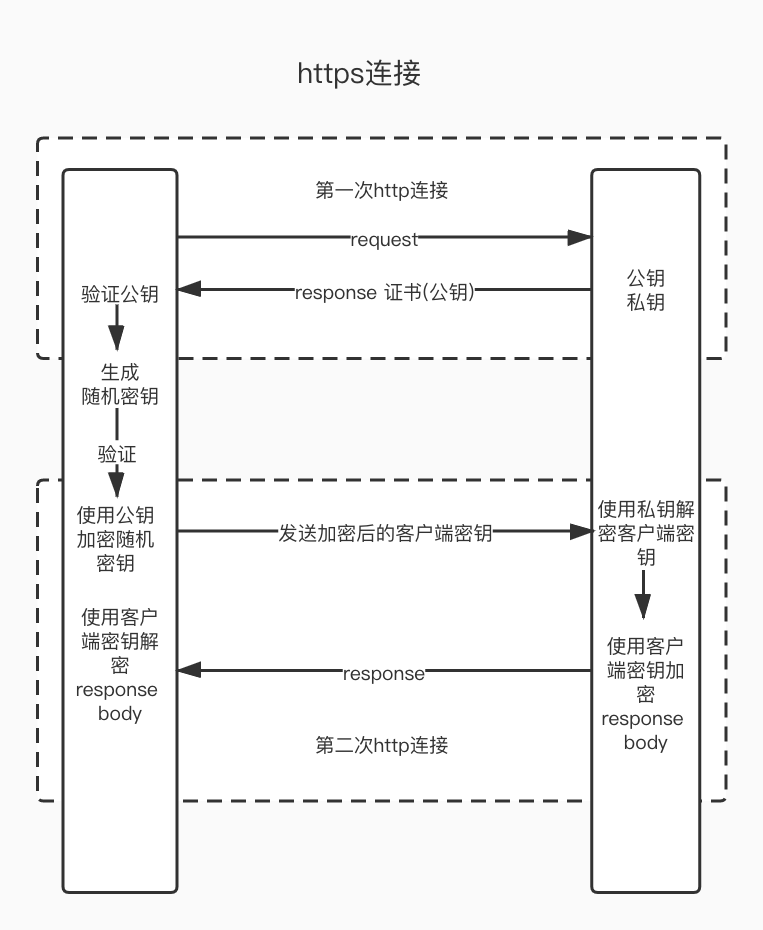 https连接
第一次http连接
request
response 证书(公钥)
验证公钥
公钥
私钥
生成
随机密钥
验证
使用公钥
加密随机
密钥
发送加密后的客户端密钥
使用私钥解
密客户端密
钥
使用客户
端密钥解
密
response
body
response
使用客户
端密钥加
密
response
body
第二次http连接